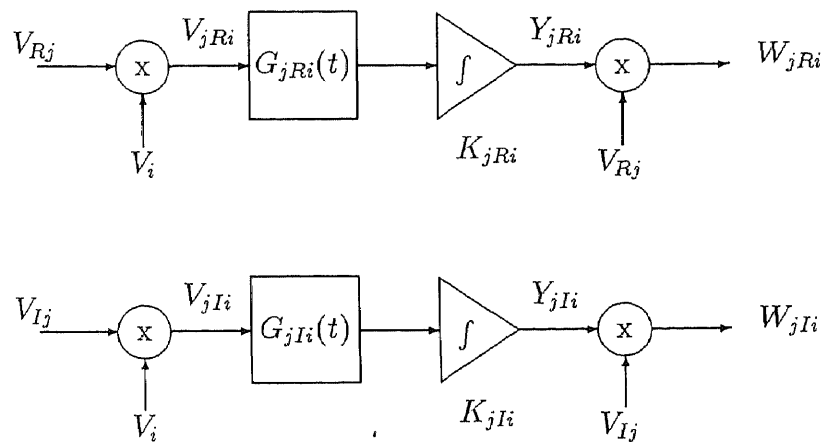 V_{Rj} x V_{jRi} G_{jRi}(t) ∫ Y_{jRi} x W_{jRi}
V_i K_{jRi} V_{Rj}
V_{Ij} x V_{jIi} G_{jIi}(t) ∫ Y_{jIi} x W_{jIi}
V_i K_{jIi} V_{Ij}